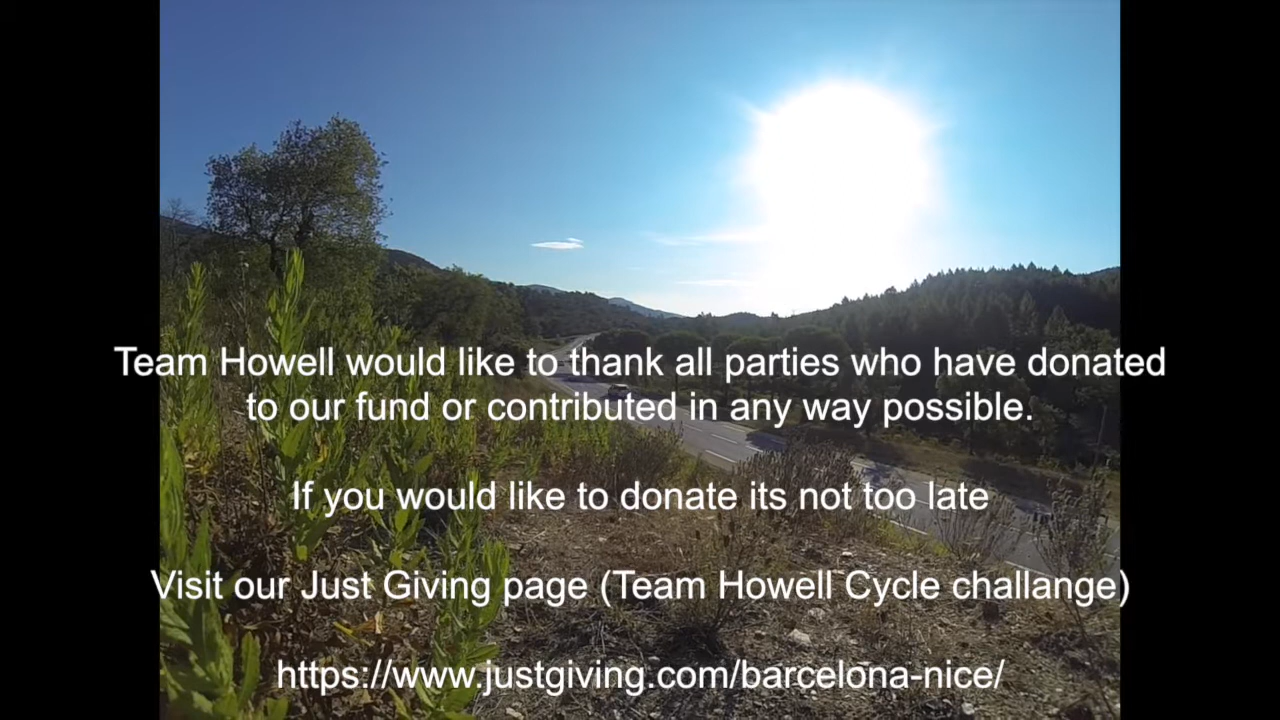 Team Howell would like to thank all parties who have donated
to our fund or contributed in any way possible.
If you would like to donate its not too late
Visit our Just Giving page (Team Howell Cycle challange)
https://www.justgiving.com/barcelona-nice/